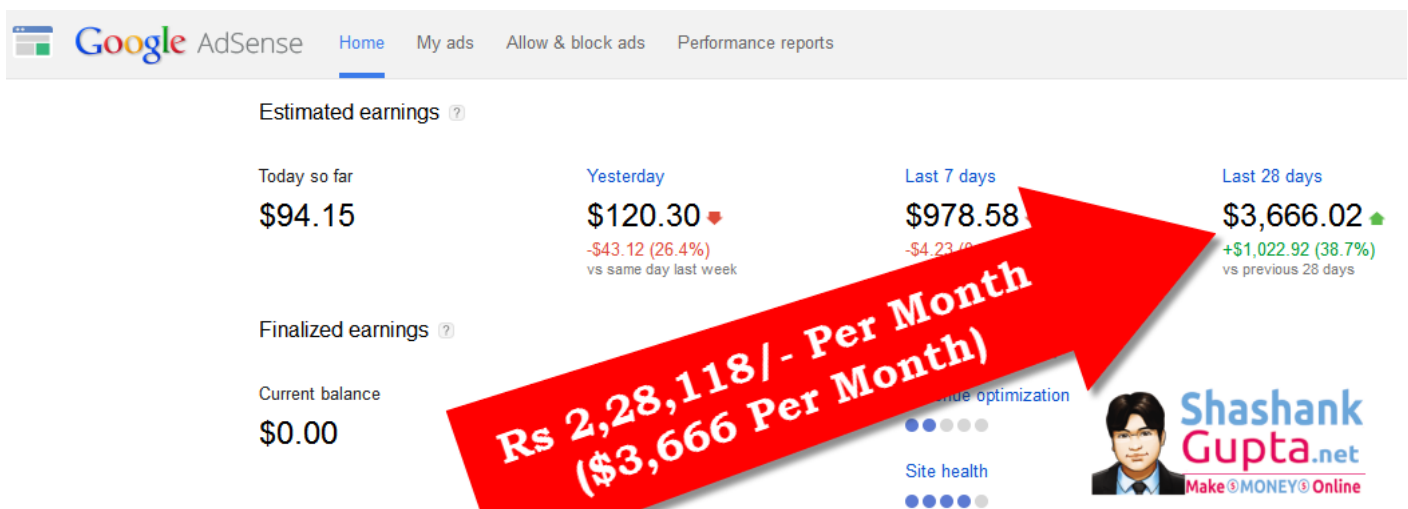 Google AdSense Home My ads Allow & block ads Performance reports
Estimated earnings ?
Today so far
$94.15
Yesterday
$120.30
-$43.12 (26.4%)
vs same day last week
Last 7 days
$978.58
-$4.23
Last 28 days
$3,666.02
+$1,022.92 (38.7%)
vs previous 28 days
Finalized earnings ?
Current balance
$0.00
Rs 2,28,118/- Per Month
($3,666 Per Month)
optimization
Site health
Shashank
Gupta.net
Make $ MONEY $ Online